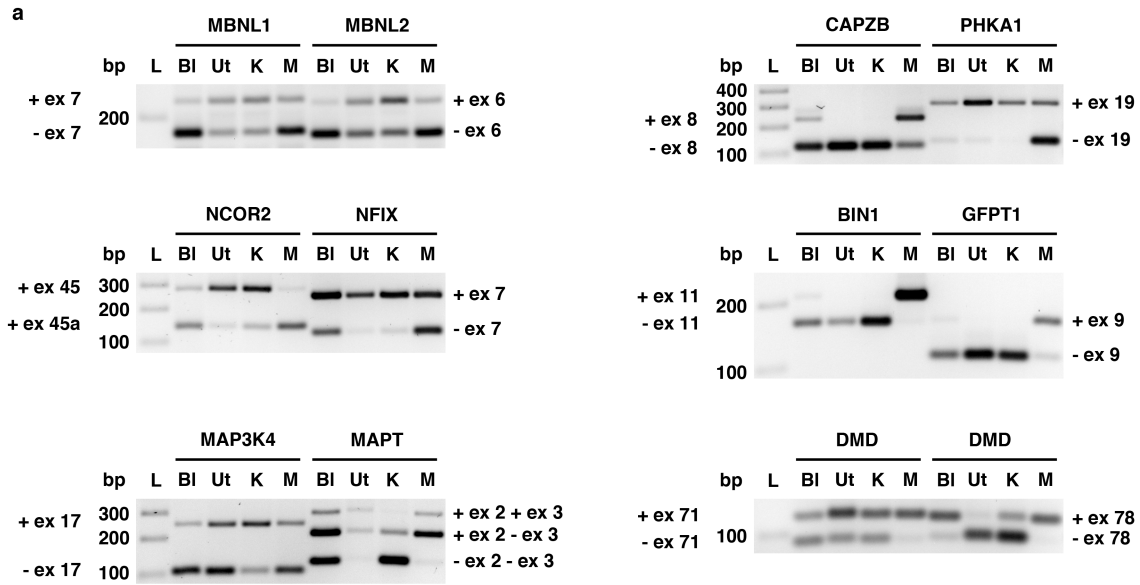 a
MBNL1 MBNL2
bp L Bl Ut K M Bl Ut K M
+ ex 7 + ex 6
200
- ex 7 - ex 6
CAPZB PHKA1
bp L Bl Ut K M Bl Ut K M
400
300 + ex 19
+ ex 8
200
- ex 8 - ex 19
100
NCOR2 NFIX
bp L Bl Ut K M Bl Ut K M
+ ex 45 300 + ex 7
200
+ ex 45a - ex 7
100
BIN1 GFPT1
bp L Bl Ut K M Bl Ut K M
+ ex 11 200
- ex 11 + ex 9
- ex 9
100
MAP3K4 MAPT
bp L Bl Ut K M Bl Ut K M
+ ex 17 300 + ex 2 + ex 3
200 + ex 2 - ex 3
- ex 17 100 - ex 2 - ex 3
DMD DMD
bp L Bl Ut K M Bl Ut K M
+ ex 71 + ex 78
- ex 71 100 - ex 78